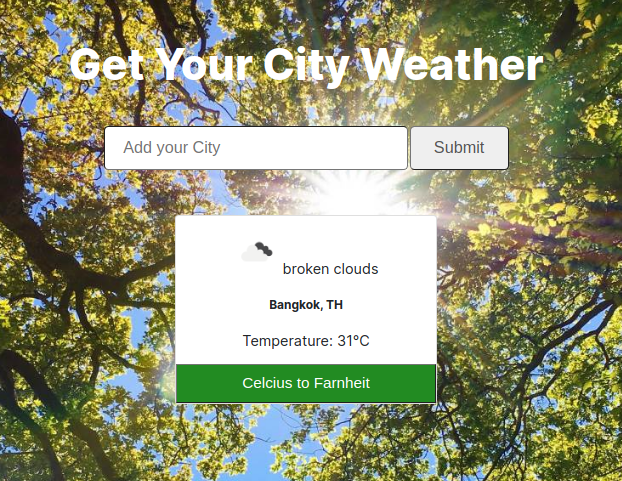 Get Your City Weather
Add your City
Submit
broken clouds
Bangkok, TH
Temperature: 31°C
Celcius to Farnheit